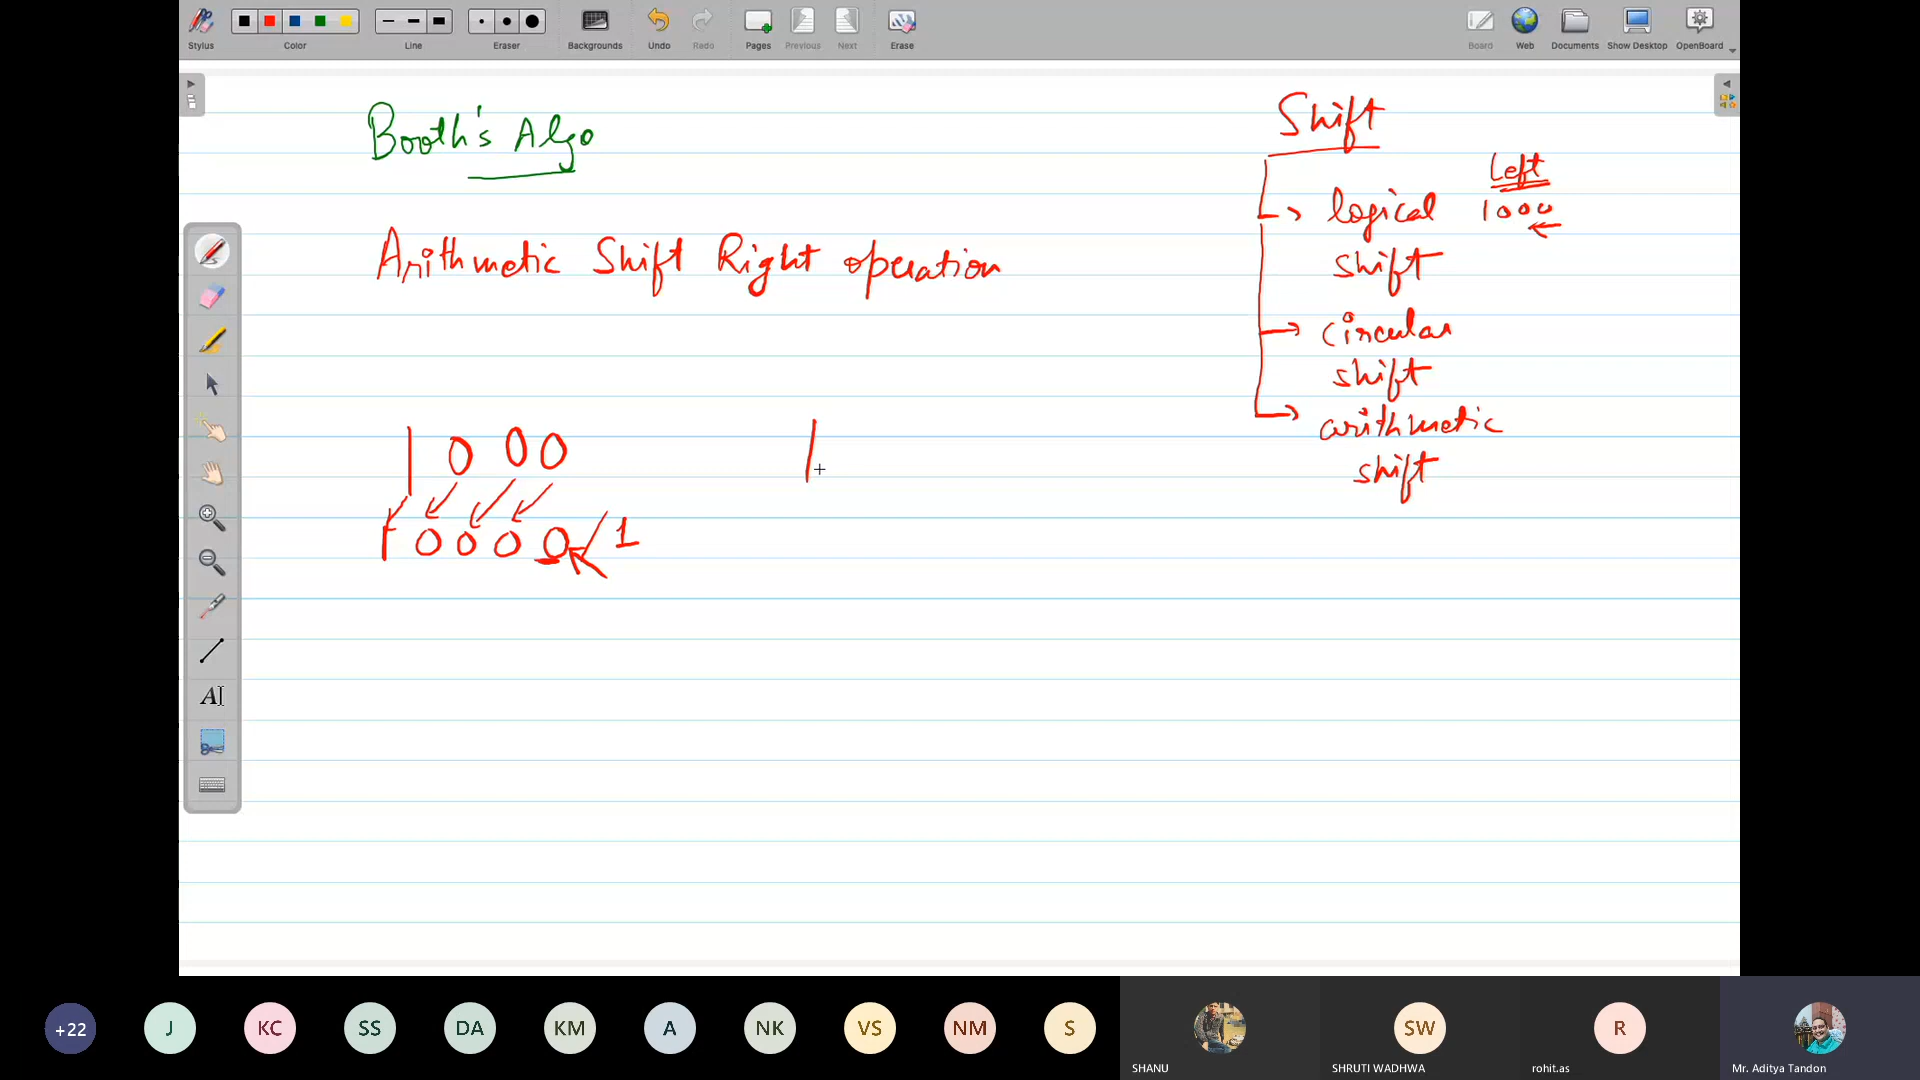 Stylus
Color
Line
Eraser
Backgrounds
Undo
Redo
Pages
Previous
Next
Erase
Board
Web
Documents
Show Desktop
OpenBoard
Booth's Algo
Arithmetic Shift Right operation
1 0 0 0
1 0 0 0 0 / 1
1
Shift
Left
logical 1000
shift
circular
shift
arithmetic
shift
A
+22
J
KC
SS
DA
KM
A
NK
VS
NM
S
SW
R
SHANU
SHRUTI WADHWA
rohit.as
Mr. Aditya Tandon